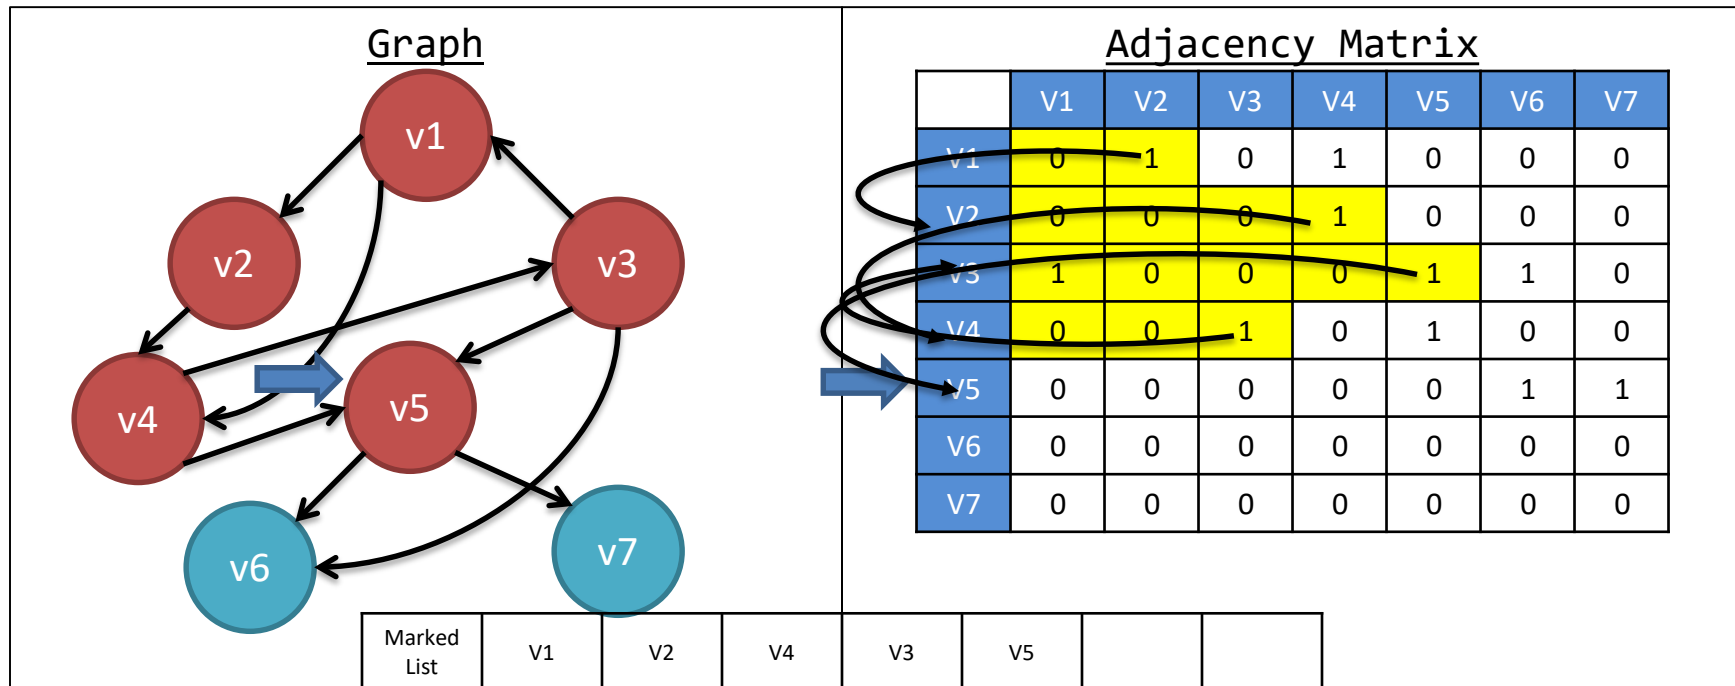 Graph
v1
v2
v3
v4
v5
v6
v7
Adjacency Matrix
V1 V2 V3 V4 V5 V6 V7
V1 0 1 0 1 0 0 0
V2 0 0 0 1 0 0 0
V3 1 0 0 0 1 1 0
V4 0 0 1 0 1 0 0
V5 0 0 0 0 0 1 1
V6 0 0 0 0 0 0 0
V7 0 0 0 0 0 0 0
Marked
List
V1 V2 V4 V3 V5